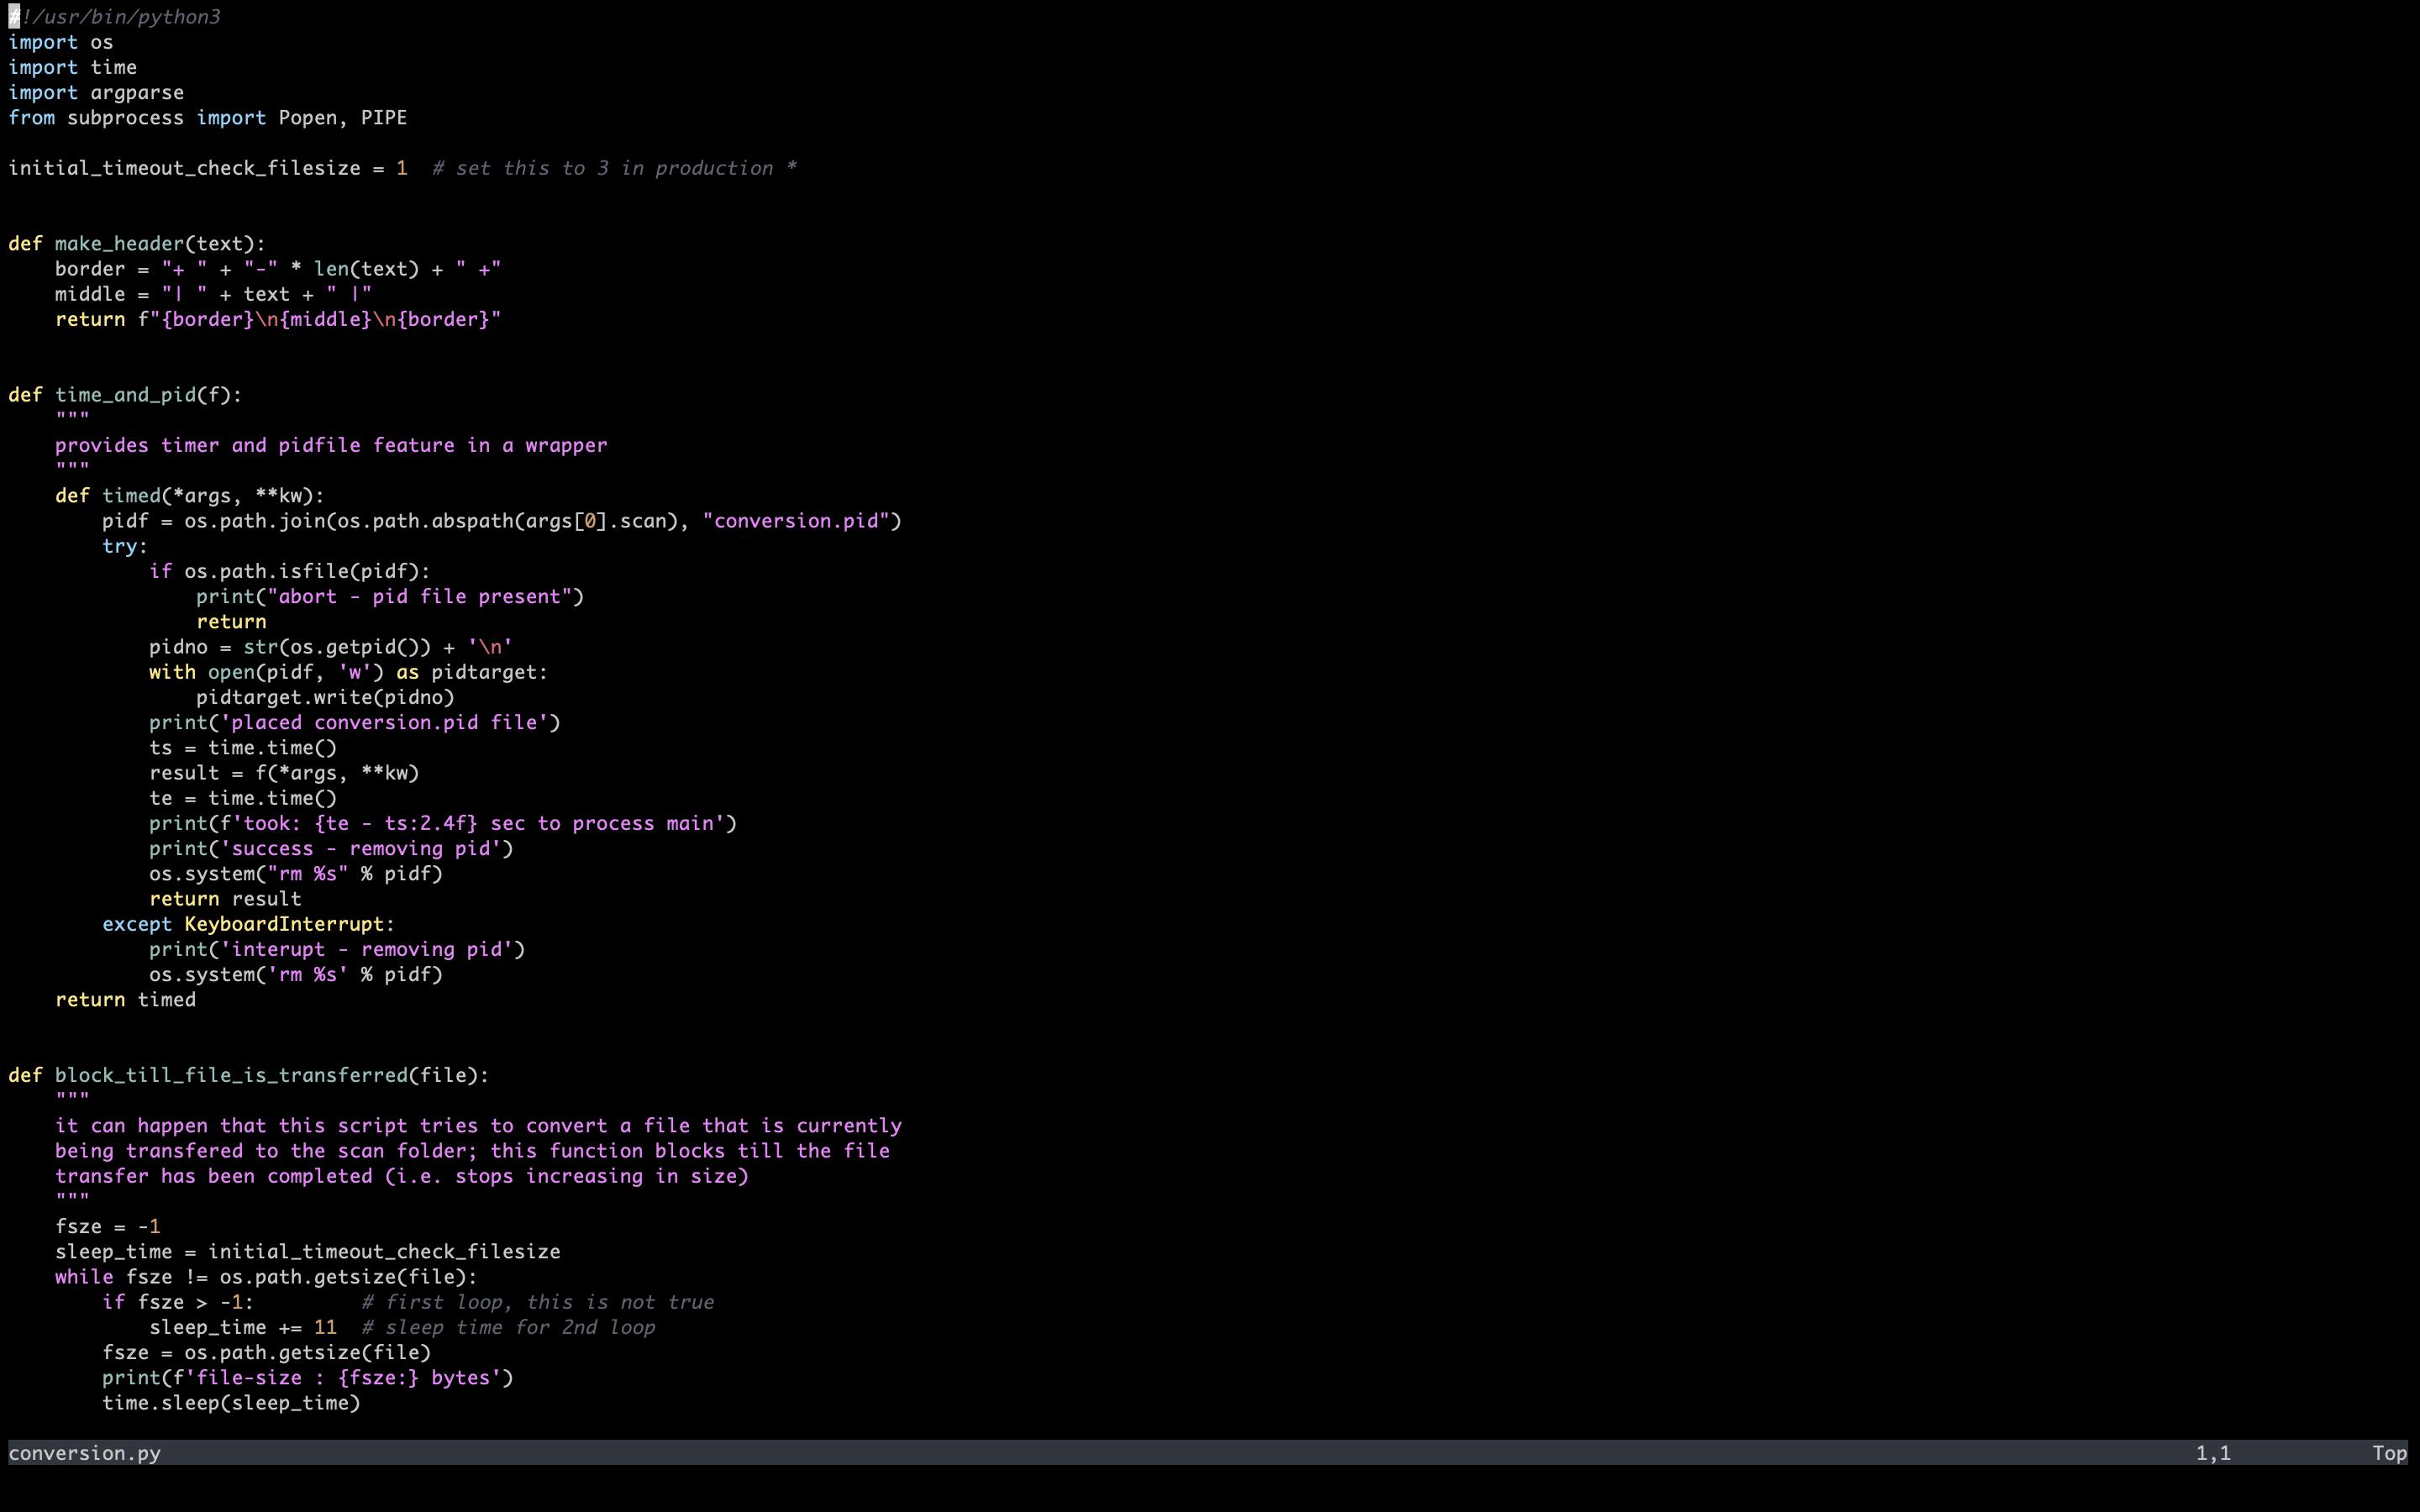 #!/usr/bin/python3
import os
import time
import argparse
from subprocess import Popen, PIPE

initial_timeout_check_filesize = 1  # set this to 3 in production *


def make_header(text):
    border = "+ " + "-" * len(text) + " +"
    middle = "| " + text + " |"
    return f"{border}\n{middle}\n{border}"


def time_and_pid(f):
    """
    provides timer and pidfile feature in a wrapper
    """
    def timed(*args, **kw):
        pidf = os.path.join(os.path.abspath(args[0].scan), "conversion.pid")
        try:
            if os.path.isfile(pidf):
                print("abort - pid file present")
                return
            pidno = str(os.getpid()) + '\n'
            with open(pidf, 'w') as pidtarget:
                pidtarget.write(pidno)
            print('placed conversion.pid file')
            ts = time.time()
            result = f(*args, **kw)
            te = time.time()
            print(f'took: {te - ts:2.4f} sec to process main')
            print('success - removing pid')
            os.system("rm %s" % pidf)
            return result
        except KeyboardInterrupt:
            print('interupt - removing pid')
            os.system('rm %s' % pidf)
    return timed


def block_till_file_is_transferred(file):
    """
    it can happen that this script tries to convert a file that is currently
    being transfered to the scan folder; this function blocks till the file
    transfer has been completed (i.e. stops increasing in size)
    """
    fsze = -1
    sleep_time = initial_timeout_check_filesize
    while fsze != os.path.getsize(file):
        if fsze > -1:         # first loop, this is not true
            sleep_time += 11  # sleep time for 2nd loop
        fsze = os.path.getsize(file)
        print(f'file-size : {fsze:} bytes')
        time.sleep(sleep_time)

conversion.py 1,1 Top